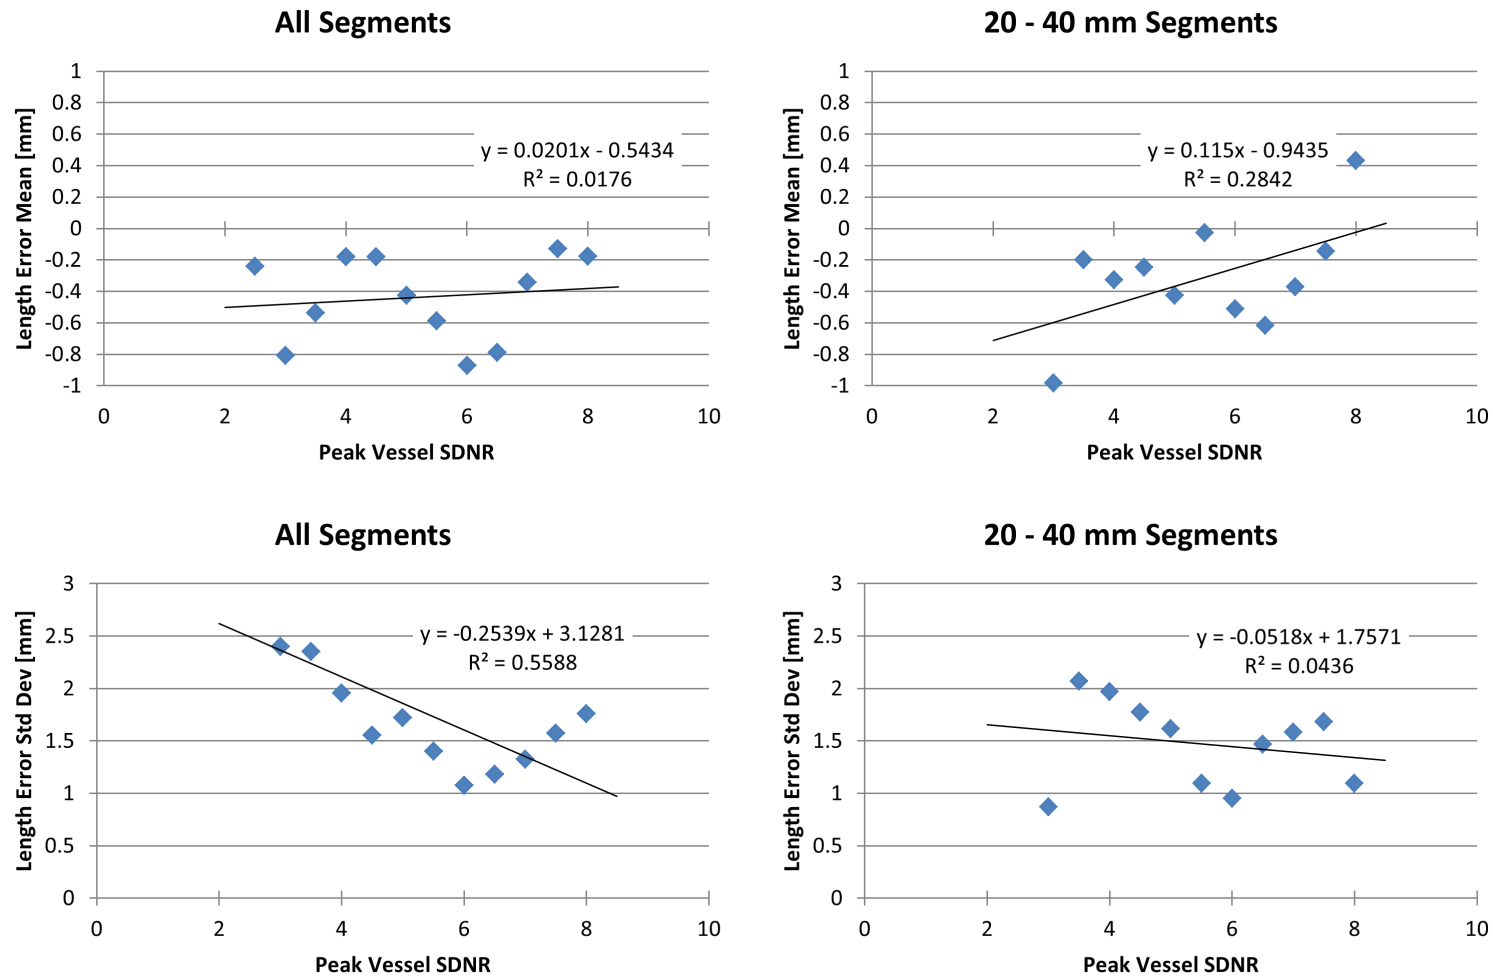 All Segments
1
0.8
0.6
0.4
0.2
0
-0.2
-0.4
-0.6
-0.8
-1
Length Error Mean [mm]
y = 0.0201x - 0.5434
R² = 0.0176
0 2 4 6 8 10
Peak Vessel SDNR
20 - 40 mm Segments
1
0.8
0.6
0.4
0.2
0
-0.2
-0.4
-0.6
-0.8
-1
Length Error Mean [mm]
y = 0.115x - 0.9435
R² = 0.2842
0 2 4 6 8 10
Peak Vessel SDNR
All Segments
3
2.5
2
1.5
1
0.5
0
Length Error Std Dev [mm]
y = -0.2539x + 3.1281
R² = 0.5588
0 2 4 6 8 10
Peak Vessel SDNR
20 - 40 mm Segments
3
2.5
2
1.5
1
0.5
0
Length Error Std Dev [mm]
y = -0.0518x + 1.7571
R² = 0.0436
0 2 4 6 8 10
Peak Vessel SDNR